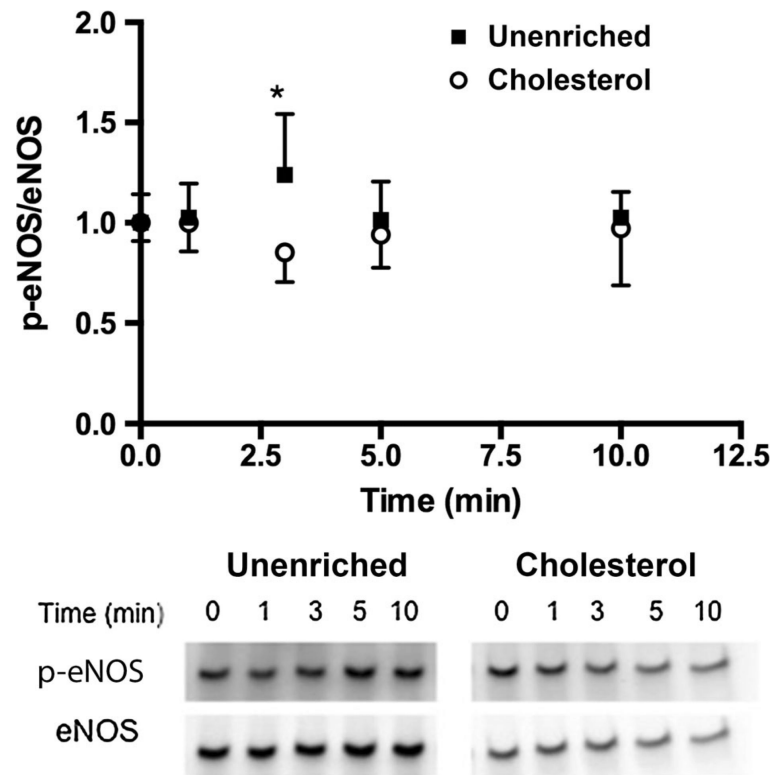 2.0
Unenriched
Cholesterol
*
1.5
p-eNOS/eNOS
1.0
0.5
0.0
0.0 2.5 5.0 7.5 10.0 12.5
Time (min)
Unenriched Cholesterol
Time (min) 0 1 3 5 10 0 1 3 5 10
p-eNOS
eNOS